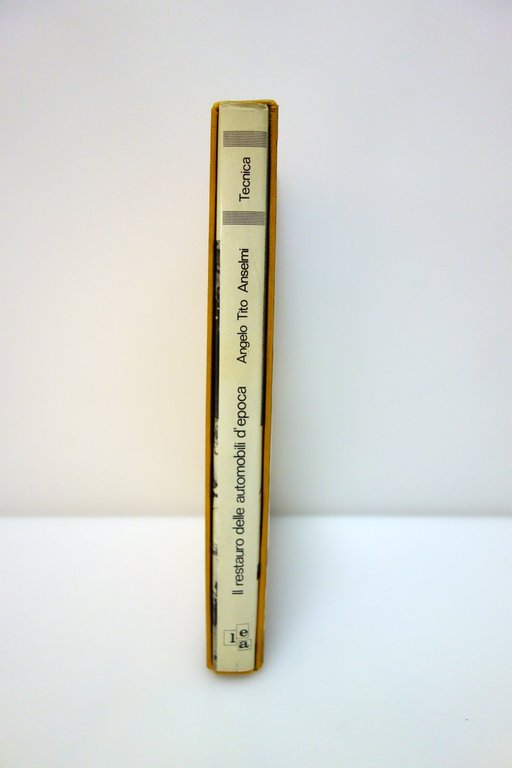 Il restauro delle automobili d'epoca
Angelo Tito Anselmi
Tecnica
l e a